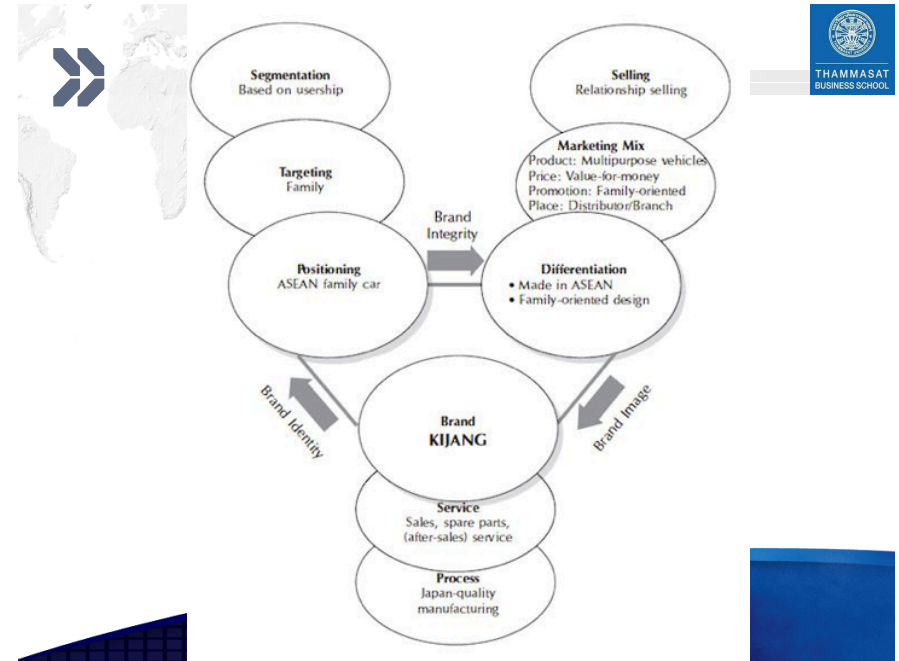 THAMMASAT
BUSINESS SCHOOL
Segmentation
Based on usership
Targeting
Family
Positioning
ASEAN family car
Brand
Integrity
Selling
Relationship selling
Marketing Mix
Product: Multipurpose vehicles
Price: Value-for-money
Promotion: Family-oriented
Place: Distributor/Branch
Differentiation
• Made in ASEAN
• Family-oriented design
Brand Identity
Brand Image
Brand
KIJANG
Service
Sales, spare parts,
(after-sales) service
Process
Japan-quality
manufacturing